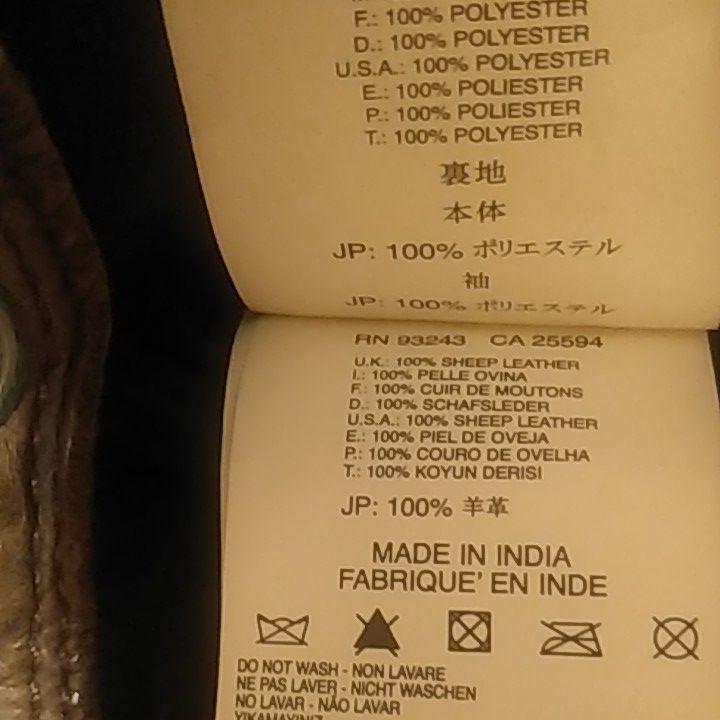 F.: 100% POLYESTER
D.: 100% POLYESTER
U.S.A.: 100% POLYESTER
E.: 100% POLIESTER
P.: 100% POLIESTER
T.: 100% POLYESTER
裏地
本体
JP: 100% ポリエステル
袖
JP: 100% ポリエステル
RN 93243 CA 25594
U.K.: 100% SHEEP LEATHER
I.: 100% PELLE OVINA
F.: 100% CUIR DE MOUTONS
D.: 100% SCHAFSLEDER
U.S.A.: 100% SHEEP LEATHER
E.: 100% PIEL DE OVEJA
P.: 100% COURO DE OVELHA
T.: 100% KOYUN DERISI
JP: 100% 羊革
MADE IN INDIA
FABRIQUE' EN INDE
DO NOT WASH - NON LAVARE
NE PAS LAVER - NICHT WASCHEN
NO LAVAR - NÃO LAVAR
YIKAMAYINIZ